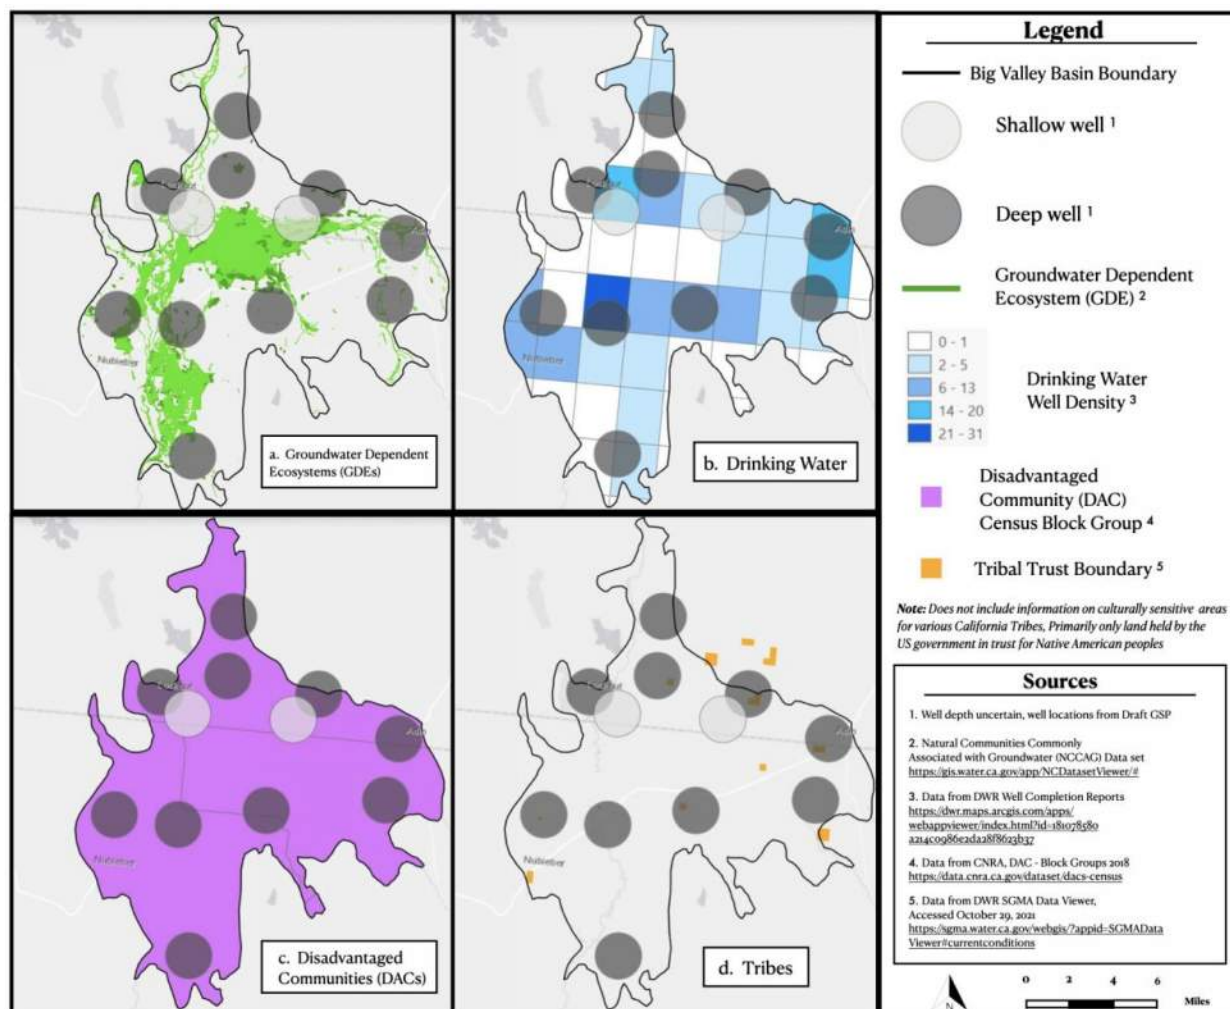 Legend
Big Valley Basin Boundary
Shallow well 1
Deep well 1
Groundwater Dependent
Ecosystem (GDE) 2
0 - 1
2 - 5
6 - 13
14 - 20
21 - 31
Drinking Water
Well Density 3
Disadvantaged
Community (DAC)
Census Block Group 4
Tribal Trust Boundary 5
Note: Does not include information on culturally sensitive areas
for various California Tribes, Primarily only land held by the
US government in trust for Native American peoples
Sources
1. Well depth uncertain, well locations from Draft GSP
2. Natural Communities Commonly
Associated with Groundwater (NCCAG) Data set
https://gis.water.ca.gov/app/NCDatasetViewer/#
3. Data from DWR Well Completion Reports
https://dwr.maps.arcgis.com/apps/
webappviewer/index.html?id=181078580
a214c0986e2da28f8623b37
4. Data from CNRA, DAC - Block Groups 2018
https://data.cnra.ca.gov/dataset/dacs-census
5. Data from DWR SGMA Data Viewer,
Accessed October 29, 2021
https://sgma.water.ca.gov/webgis/?appid=SGMAData
Viewer#currentconditions
0 2 4 6
Miles
N
Nubieber
a. Groundwater Dependent
Ecosystems (GDEs)
Nubieber
b. Drinking Water
Nubieber
c. Disadvantaged
Communities (DACs)
Nubieber
d. Tribes